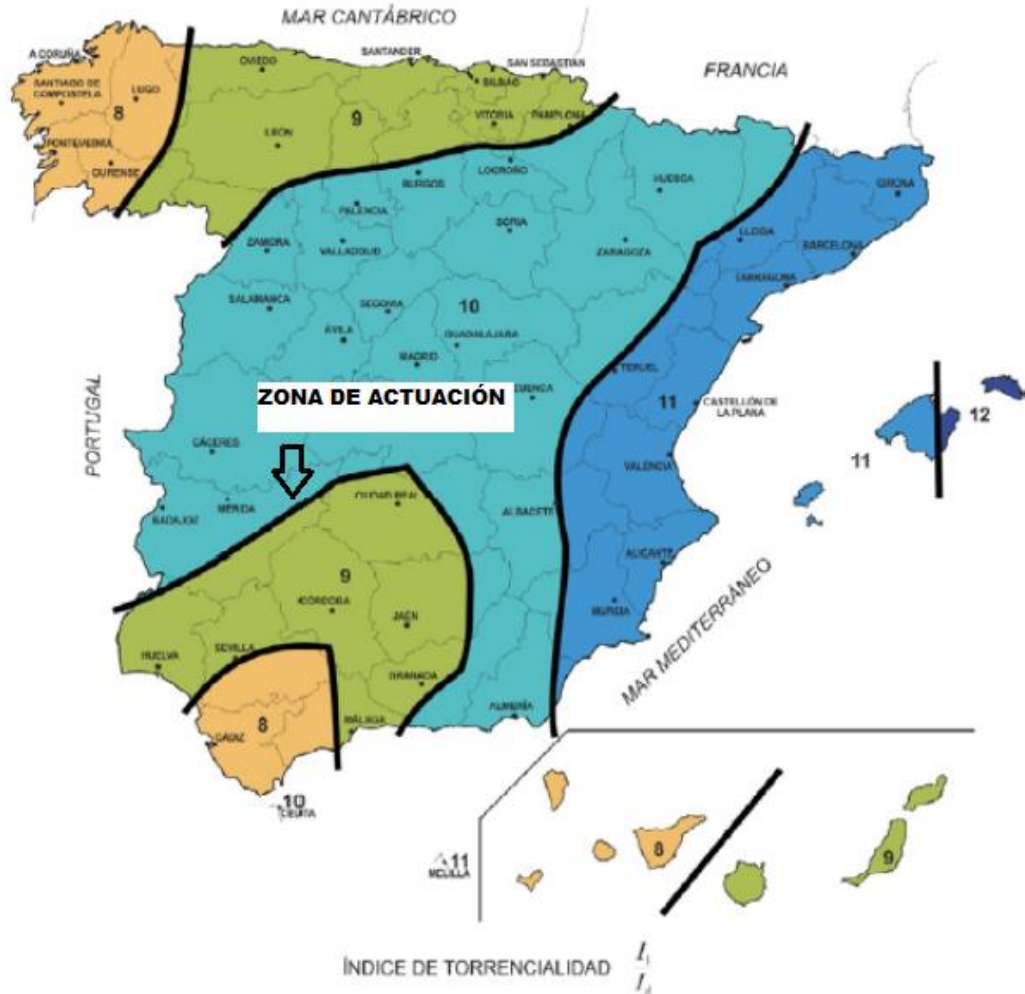 MAR CANTÁBRICO
A CORUÑA
SANTANDER
SAN SEBASTIÁN
FRANCIA
OVIEDO
BILBAO
SANTIAGO DE
COMPOSTELA
LUGO
8
9
VITORIA
PAMPLONA
LEÓN
PONTEVEDRA
OURENSE
LOGROÑO
BURGOS
HUESCA
GIRONA
PALENCIA
SORIA
ZAMORA
VALLADOLID
ZARAGOZA
LLEIDA
BARCELONA
TARRAGONA
SALAMANCA
SEGOVIA
10
ÁVILA
GUADALAJARA
MADRID
TERUEL
PORTUGAL
ZONA DE ACTUACIÓN
CUENCA
11
CASTELLÓN DE
LA PLANA
12
CÁCERES
VALENCIA
11
BADAJOZ
MÉRIDA
CIUDAD REAL
ALBACETE
ALICANTE
9
CÓRDOBA
JAÉN
MURCIA
MAR MEDITERRÁNEO
HUELVA
SEVILLA
GRANADA
8
CÁDIZ
MÁLAGA
ALMERÍA
10
CEUTA
11
MELILLA
8
9
ÍNDICE DE TORRENCIALIDAD